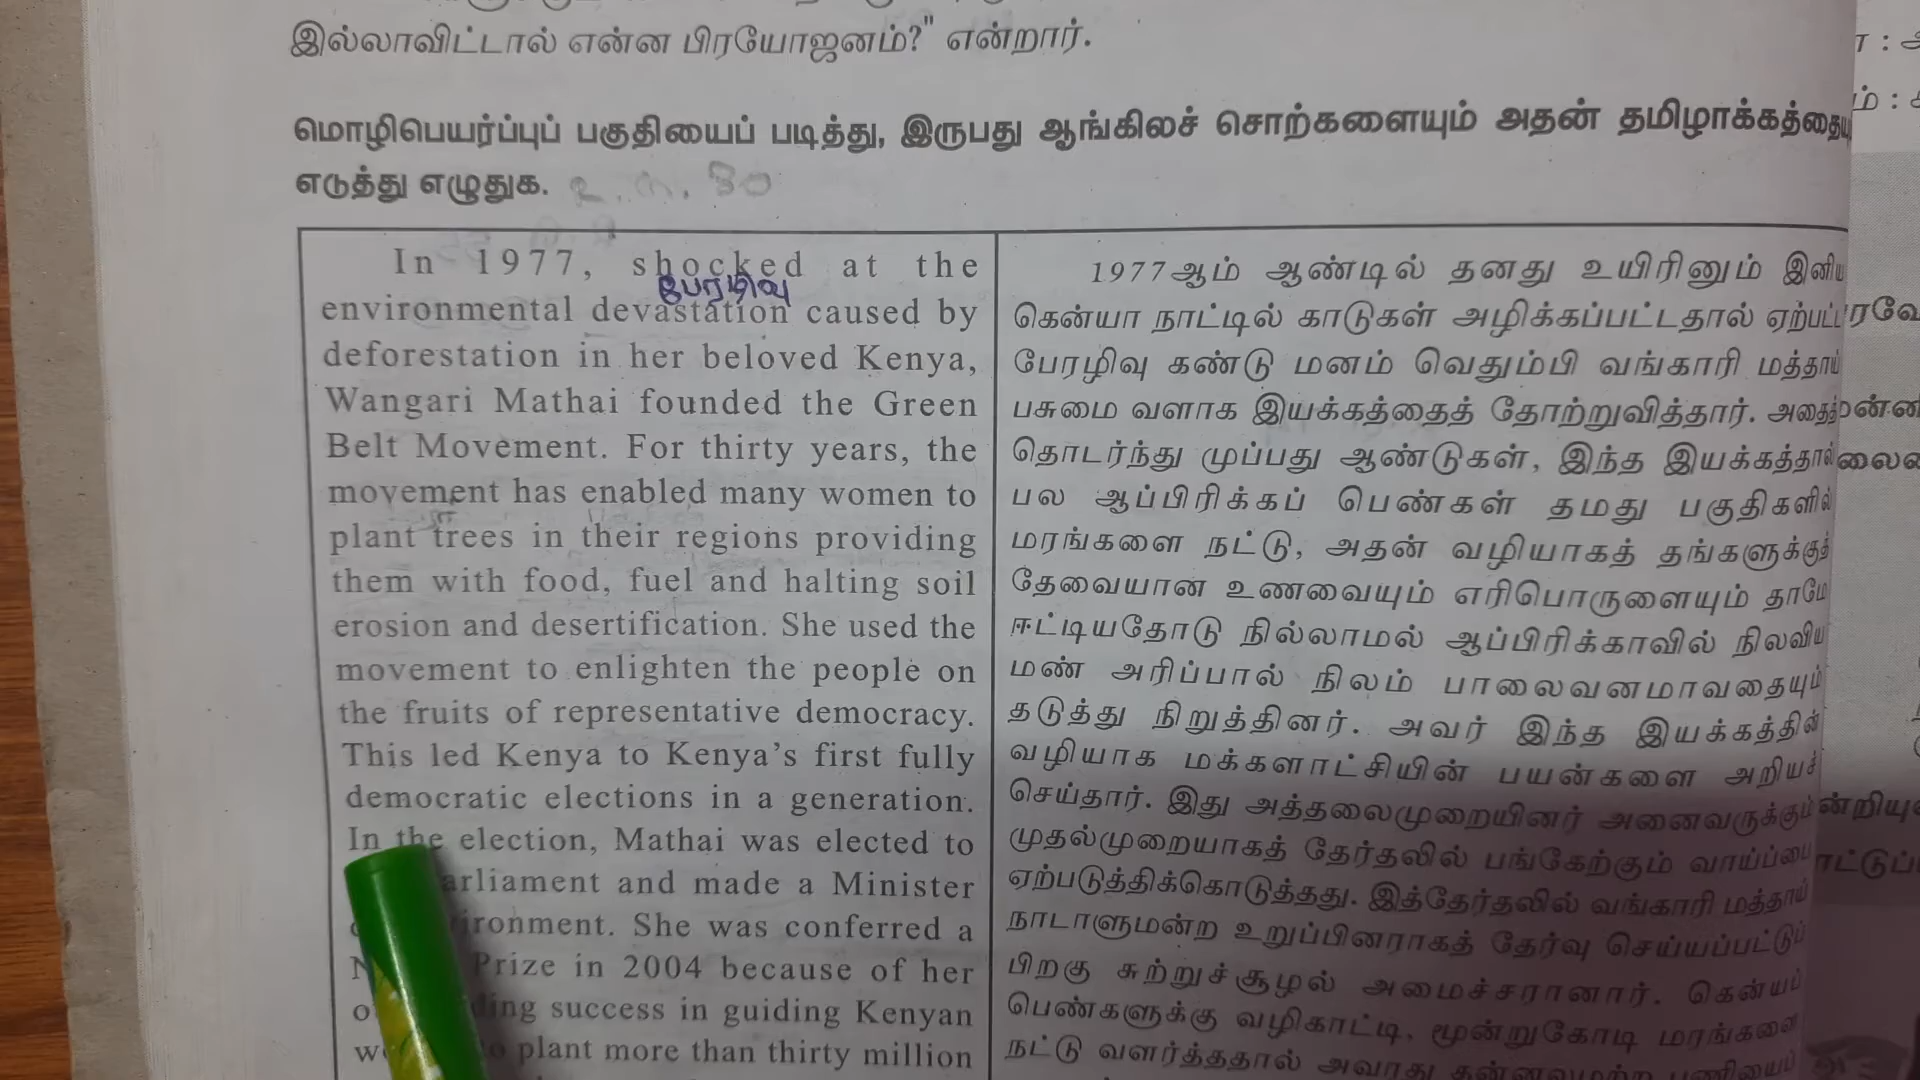 இல்லாவிட்டால் என்ன பிரயோஜனம்?" என்றார்.
மொழிபெயர்ப்புப் பகுதியைப் படித்து, இருபது ஆங்கிலச் சொற்களையும் அதன் தமிழாக்கத்தையு
எடுத்து எழுதுக.
In 1977, shocked at the
பேரழிவு
environmental devastation caused by
deforestation in her beloved Kenya,
Wangari Mathai founded the Green
Belt Movement. For thirty years, the
movement has enabled many women to
plant trees in their regions providing
them with food, fuel and halting soil
erosion and desertification. She used the
movement to enlighten the people on
the fruits of representative democracy.
This led Kenya to Kenya's first fully
democratic elections in a generation.
In the election, Mathai was elected to
arliament and made a Minister
ironment. She was conferred a
Prize in 2004 because of her
ding success in guiding Kenyan
to plant more than thirty million
1977ஆம் ஆண்டில் தனது உயிரினும் இனிய
கென்யா நாட்டில் காடுகள் அழிக்கப்பட்டதால் ஏற்பட்ட
பேரழிவு கண்டு மனம் வெதும்பி வங்காரி மத்தாய்
பசுமை வளாக இயக்கத்தைத் தோற்றுவித்தார். அதைத்
தொடர்ந்து முப்பது ஆண்டுகள், இந்த இயக்கத்தால்
பல ஆப்பிரிக்கப் பெண்கள் தமது பகுதிகளில்
மரங்களை நட்டு, அதன் வழியாகத் தங்களுக்குத்
தேவையான உணவையும் எரிபொருளையும் தாமே
ஈட்டியதோடு நில்லாமல் ஆப்பிரிக்காவில் நிலவிய
மண் அரிப்பால் நிலம் பாலைவனமாவதையும்
தடுத்து நிறுத்தினர். அவர் இந்த இயக்கத்தின்
வழியாக மக்களாட்சியின் பயன்களை அறியச்
செய்தார். இது அத்தலைமுறையினர் அனைவருக்கும்
முதல்முறையாகத் தேர்தலில் பங்கேற்கும் வாய்ப்பை
ஏற்படுத்திக்கொடுத்தது. இத்தேர்தலில் வங்காரி மத்தாய்
நாடாளுமன்ற உறுப்பினராகத் தேர்வு செய்யப்பட்டுப்
பிறகு சுற்றுச்சூழல் அமைச்சரானார். கென்யப்
பெண்களுக்கு வழிகாட்டி, மூன்றுகோடி மரங்களை
நட்டு வளர்த்ததால் அவரது தன்னலமற்ற பணியைப்